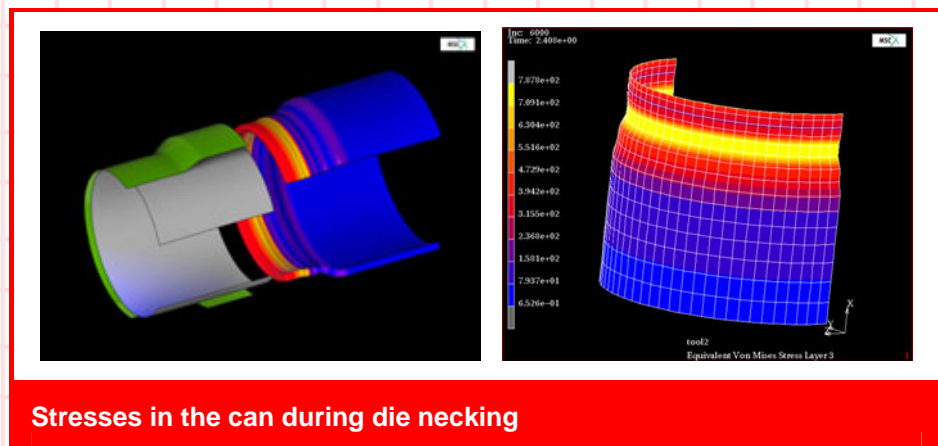 MSC X
Inc: 6000
Time: 2.408e+00
MSC X
7.878e+02
7.091e+02
6.304e+02
5.516e+02
4.729e+02
3.942e+02
3.155e+02
2.368e+02
1.581e+02
7.937e+01
6.526e-01
X
Z
tool2
Equivalent Von Mises Stress Layer 3
1
Stresses in the can during die necking